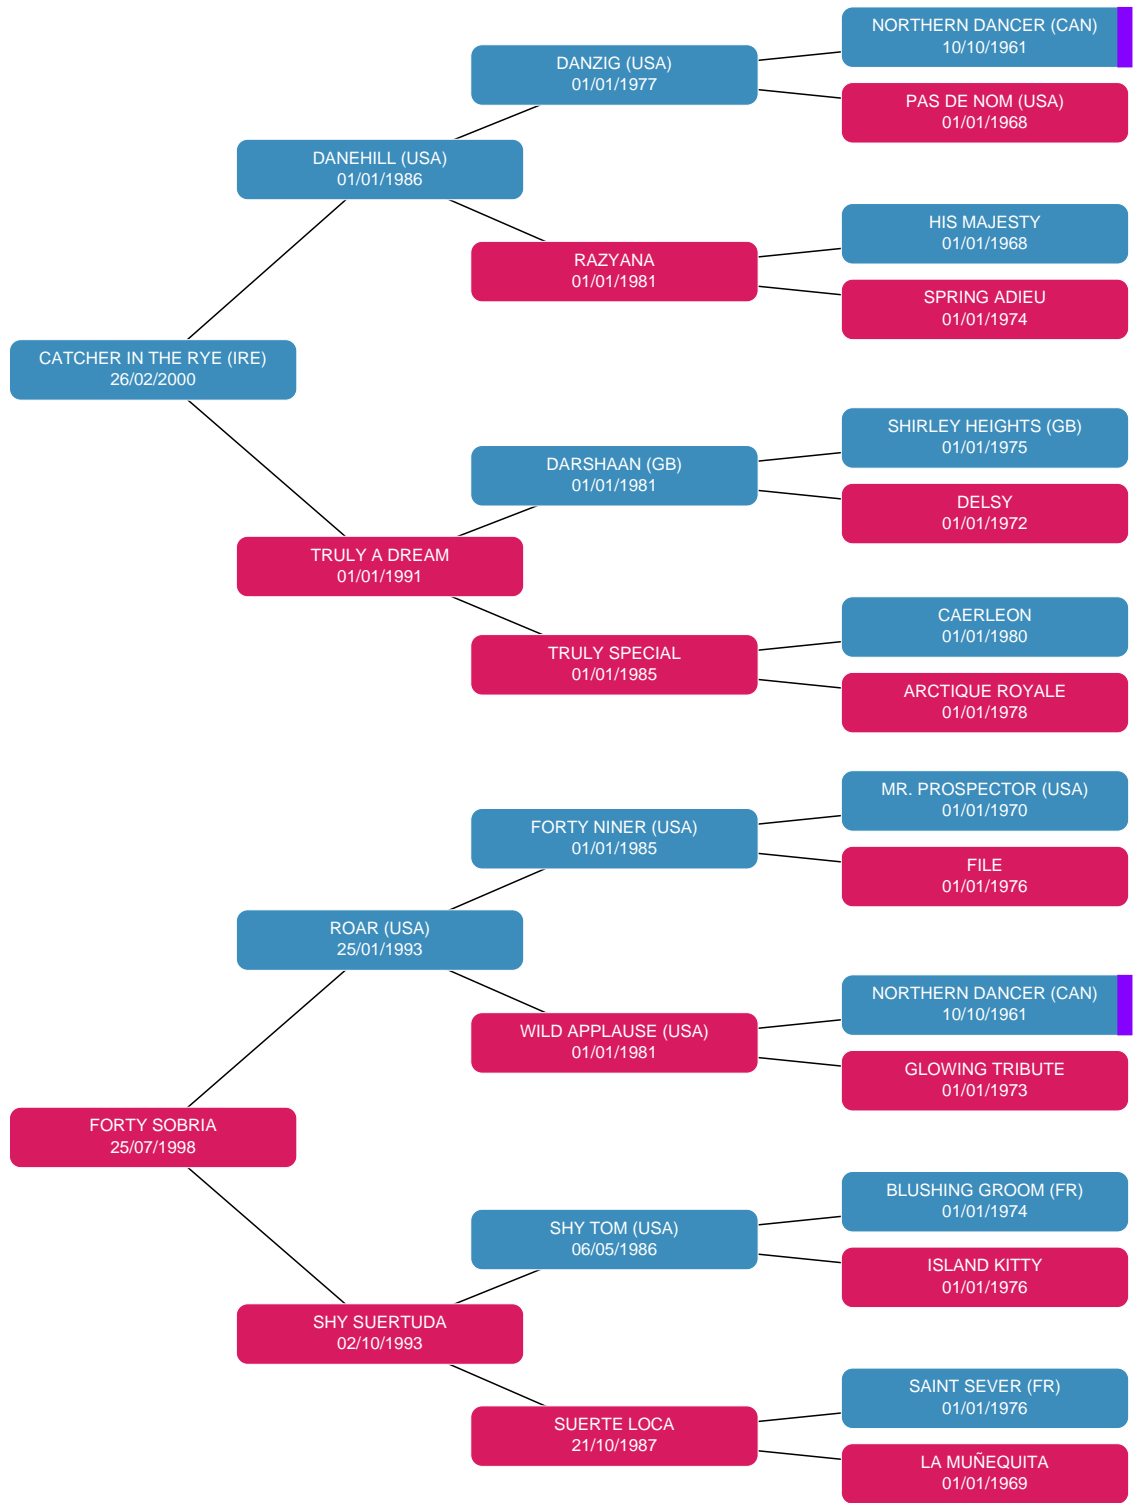 NORTHERN DANCER (CAN)
10/10/1961
DANZIG (USA)
01/01/1977
PAS DE NOM (USA)
01/01/1968
DANEHILL (USA)
01/01/1986
HIS MAJESTY
01/01/1968
RAZYANA
01/01/1981
SPRING ADIEU
01/01/1974
CATCHER IN THE RYE (IRE)
26/02/2000
SHIRLEY HEIGHTS (GB)
01/01/1975
DARSHAAN (GB)
01/01/1981
DELSY
01/01/1972
TRULY A DREAM
01/01/1991
CAERLEON
01/01/1980
TRULY SPECIAL
01/01/1985
ARCTIQUE ROYALE
01/01/1978
MR. PROSPECTOR (USA)
01/01/1970
FORTY NINER (USA)
01/01/1985
FILE
01/01/1976
ROAR (USA)
25/01/1993
NORTHERN DANCER (CAN)
10/10/1961
WILD APPLAUSE (USA)
01/01/1981
GLOWING TRIBUTE
01/01/1973
FORTY SOBRIA
25/07/1998
BLUSHING GROOM (FR)
01/01/1974
SHY TOM (USA)
06/05/1986
ISLAND KITTY
01/01/1976
SHY SUERTUDA
02/10/1993
SAINT SEVER (FR)
01/01/1976
SUERTE LOCA
21/10/1987
LA MUÑEQUITA
01/01/1969